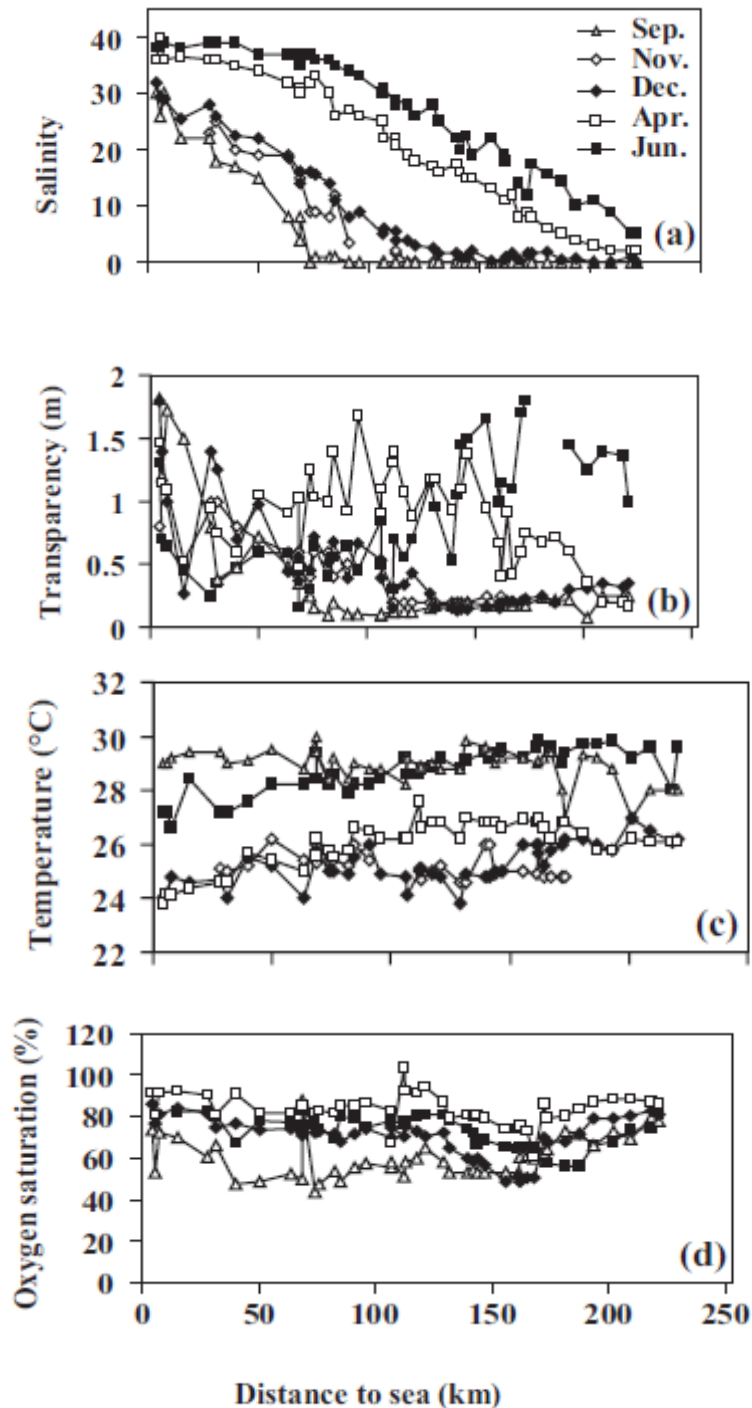 Salinity
40
30
20
10
0
Sep.
Nov.
Dec.
Apr.
Jun.
(a)
Transparency (m)
2
1.5
1
0.5
0
(b)
Temperature (°C)
32
30
28
26
24
22
(c)
Oxygen saturation (%)
120
100
80
60
40
20
0
(d)
0 50 100 150 200 250
Distance to sea (km)